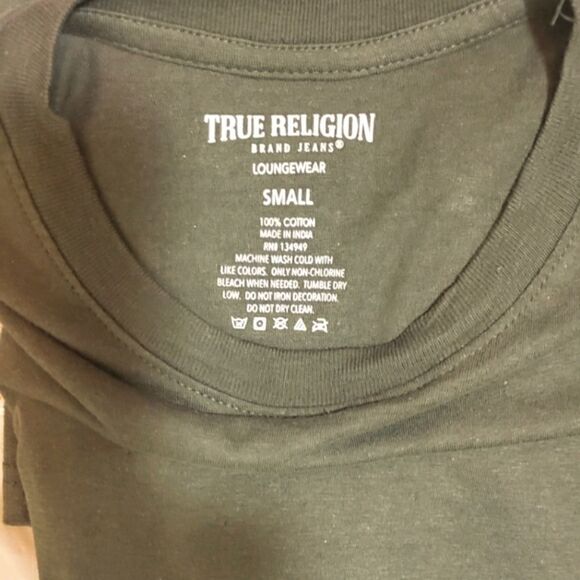 TRUE RELIGION
BRAND JEANS®
LOUNGEWEAR
SMALL
100% COTTON
MADE IN INDIA
RN# 134949
MACHINE WASH COLD WITH
LIKE COLORS. ONLY NON-CHLORINE
BLEACH WHEN NEEDED. TUMBLE DRY
LOW. DO NOT IRON DECORATION.
DO NOT DRY CLEAN.